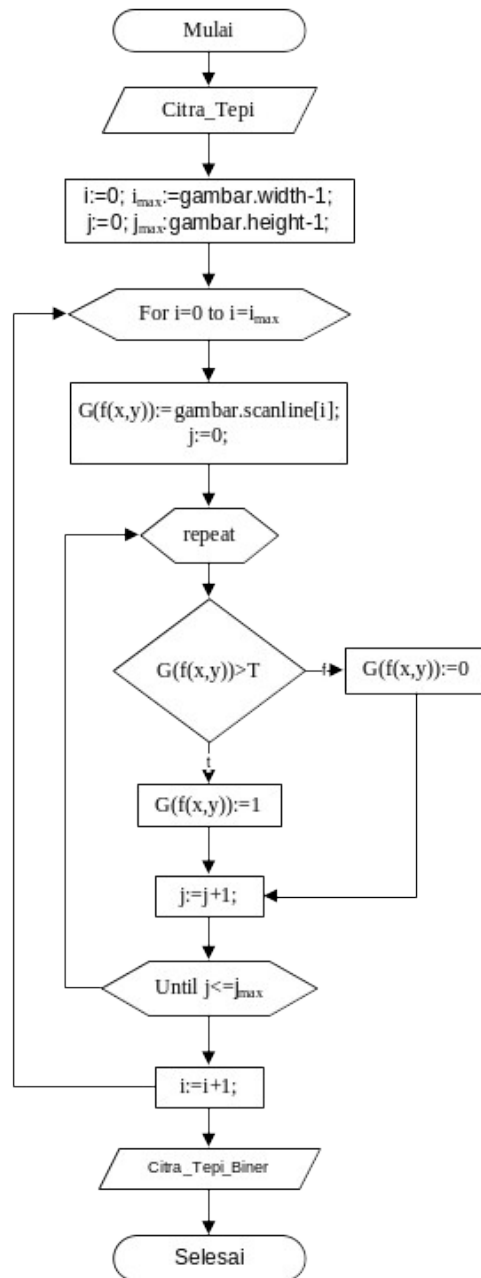 Mulai
Citra_Tepi
i:=0; imax:=gambar.width-1;
j:=0; jmax:gambar.height-1;
For i=0 to i=imax
G(f(x,y)):=gambar.scanline[i];
j:=0;
repeat
G(f(x,y))>T
f
G(f(x,y)):=0
t
G(f(x,y)):=1
j:=j+1;
Until j<=jmax
i:=i+1;
Citra_Tepi_Biner
Selesai